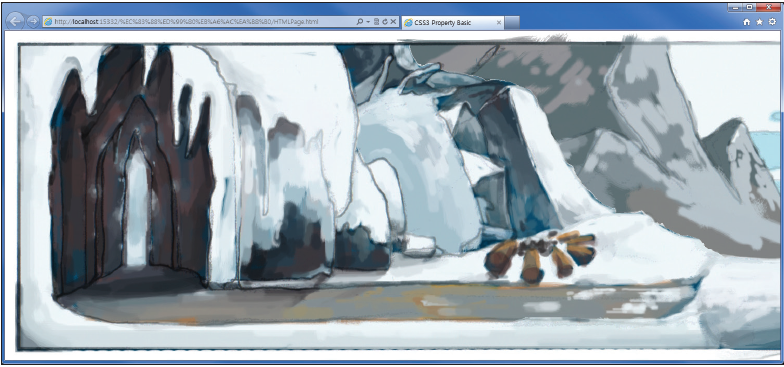 http://localhost:15332/%EC%83%88%ED%99%80%EB%A6%AC%EA%B8%80/HTMLPage.html
CSS3 Property Basic